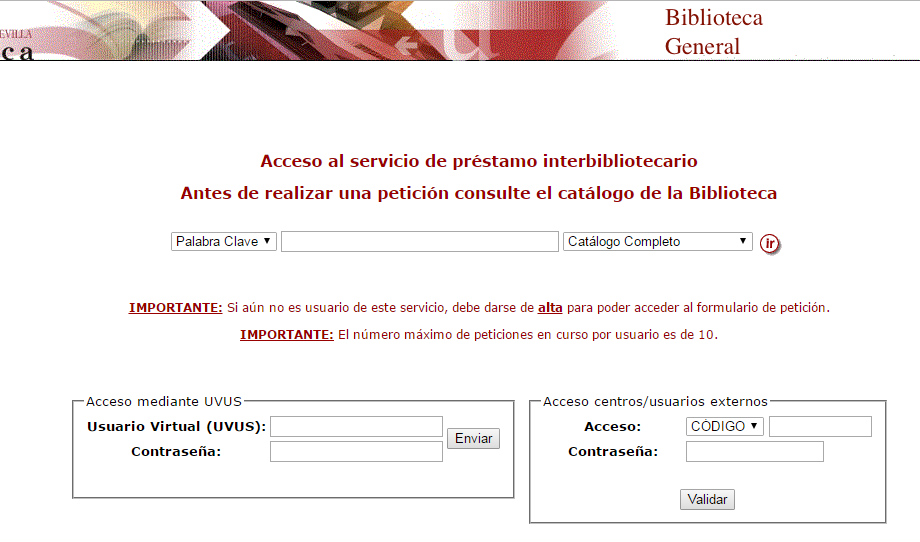 EVILLA
Biblioteca
ca
General
Acceso al servicio de préstamo interbibliotecario
Antes de realizar una petición consulte el catálogo de la Biblioteca
Palabra Clave Catálogo Completo ir
IMPORTANTE: Si aún no es usuario de este servicio, debe darse de alta para poder acceder al formulario de petición.
IMPORTANTE: El número máximo de peticiones en curso por usuario es de 10.
Acceso mediante UVUS
Usuario Virtual (UVUS):
Contraseña:
Enviar
Acceso centros/usuarios externos
Acceso: CÓDIGO
Contraseña:
Validar